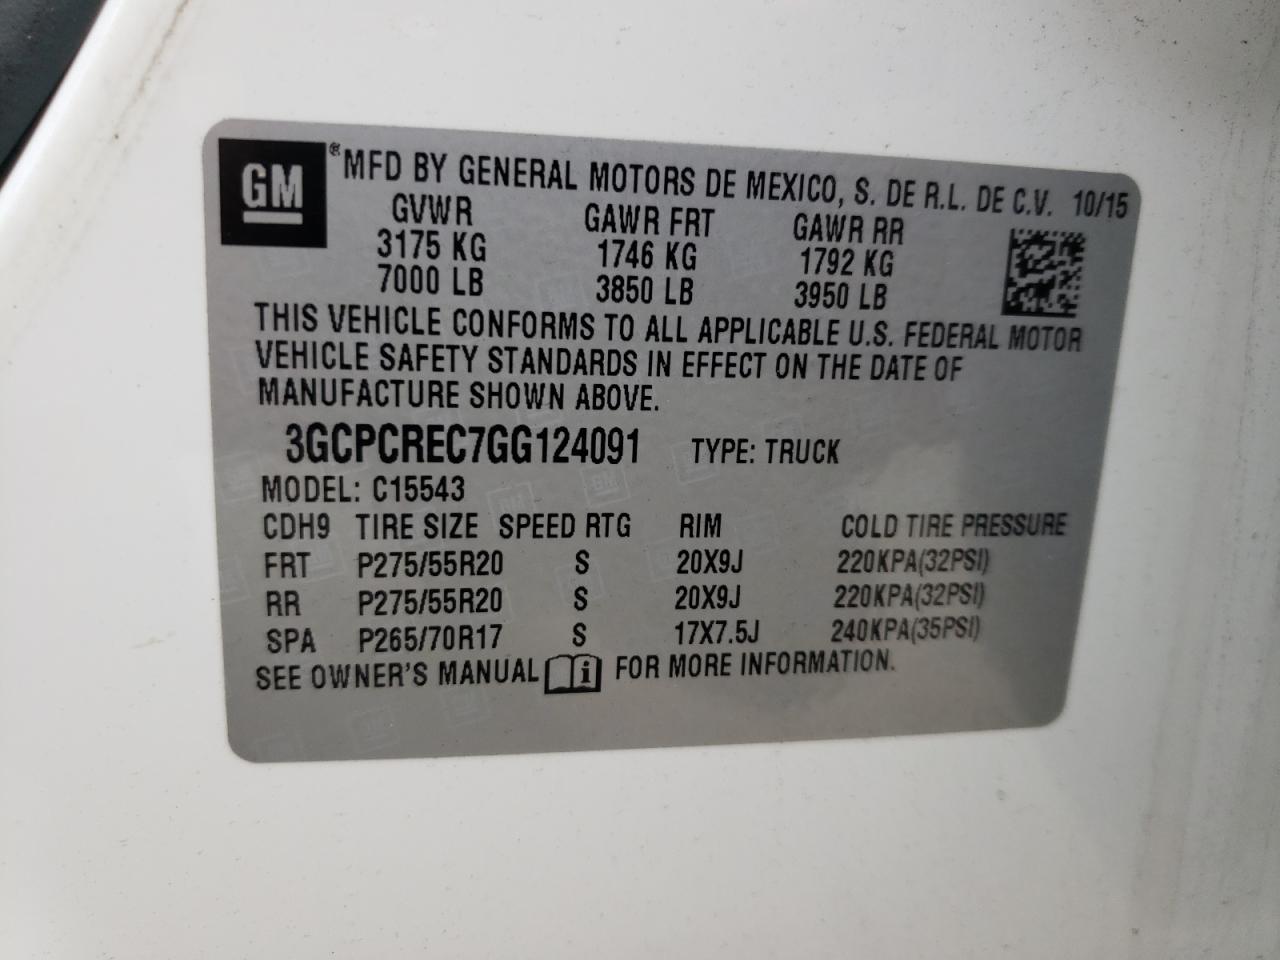 GM ® MFD BY GENERAL MOTORS DE MEXICO, S. DE R.L. DE C.V. 10/15
GVWR GAWR FRT GAWR RR
3175 KG 1746 KG 1792 KG
7000 LB 3850 LB 3950 LB
THIS VEHICLE CONFORMS TO ALL APPLICABLE U.S. FEDERAL MOTOR
VEHICLE SAFETY STANDARDS IN EFFECT ON THE DATE OF
MANUFACTURE SHOWN ABOVE.
3GCPCREC7GG124091 TYPE: TRUCK
MODEL: C15543
CDH9 TIRE SIZE SPEED RTG RIM COLD TIRE PRESSURE
FRT P275/55R20 S 20X9J 220KPA(32PSI)
RR P275/55R20 S 20X9J 220KPA(32PSI)
SPA P265/70R17 S 17X7.5J 240KPA(35PSI)
SEE OWNER'S MANUAL i FOR MORE INFORMATION.